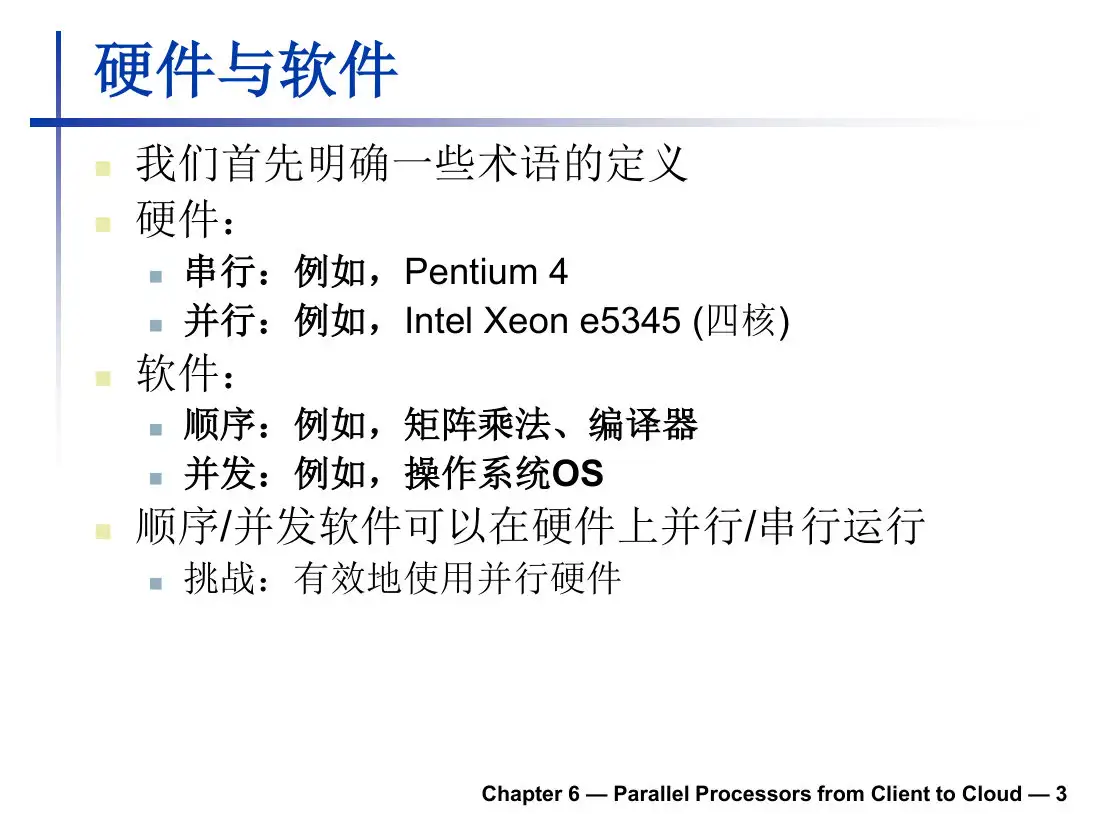 硬件与软件
我们首先明确一些术语的定义
硬件：
串行：例如，Pentium 4
并行：例如，Intel Xeon e5345 (四核)
软件：
顺序：例如，矩阵乘法、编译器
并发：例如，操作系统OS
顺序/并发软件可以在硬件上并行/串行运行
挑战：有效地使用并行硬件
Chapter 6 — Parallel Processors from Client to Cloud — 3